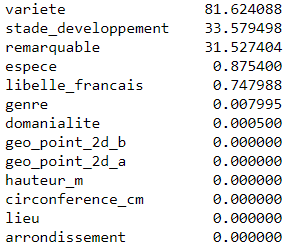 variete 81.624088
stade_developpement 33.579498
remarquable 31.527404
espece 0.875400
libelle_francais 0.747988
genre 0.007995
domanialite 0.000500
geo_point_2d_b 0.000000
geo_point_2d_a 0.000000
hauteur_m 0.000000
circonference_cm 0.000000
lieu 0.000000
arrondissement 0.000000